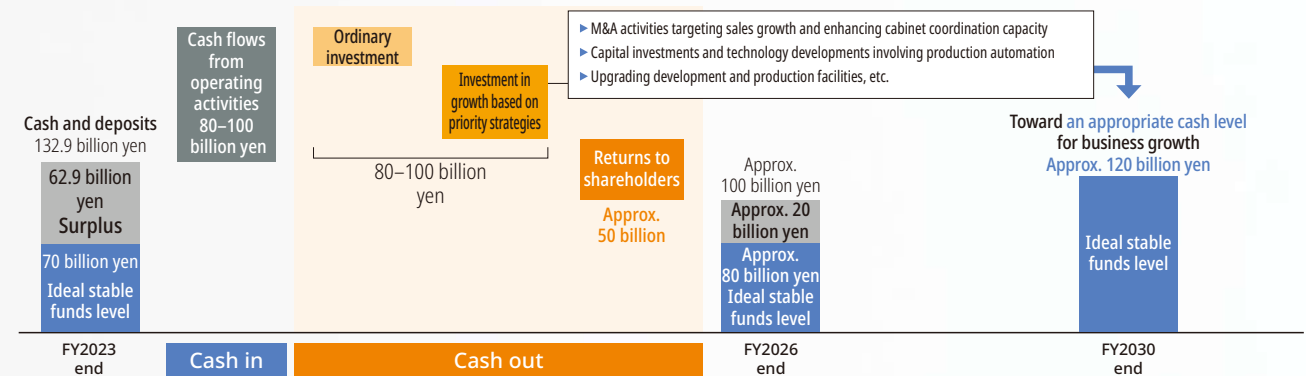 Cash and deposits
132.9 billion yen
62.9 billion
yen
Surplus
70 billion yen
Ideal stable
funds level
FY2023
end
Cash flows
from
operating
activities
80–100
billion yen
Cash in
Ordinary
investment
Investment in
growth based on
priority strategies
80–100 billion
yen
▶ M&A activities targeting sales growth and enhancing cabinet coordination capacity
▶ Capital investments and technology developments involving production automation
▶ Upgrading development and production facilities, etc.
Returns to
shareholders
Approx.
50 billion
Cash out
Approx.
100 billion yen
Approx. 20
billion yen
Approx.
80 billion yen
Ideal stable
funds level
FY2026
end
Toward an appropriate cash level
for business growth
Approx. 120 billion yen
Ideal stable
funds level
FY2030
end